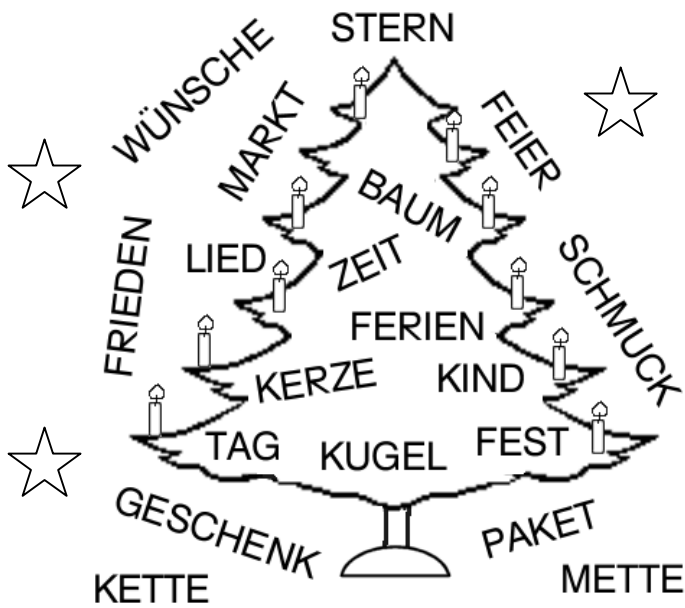 STERN
WÜNSCHE
MARKT
FEIER
BAUM
LIED
ZEIT
FRIEDEN
SCHMUCK
FERIEN
KERZE
KIND
TAG
KUGEL
FEST
GESCHENK
PAKET
KETTE
METTE